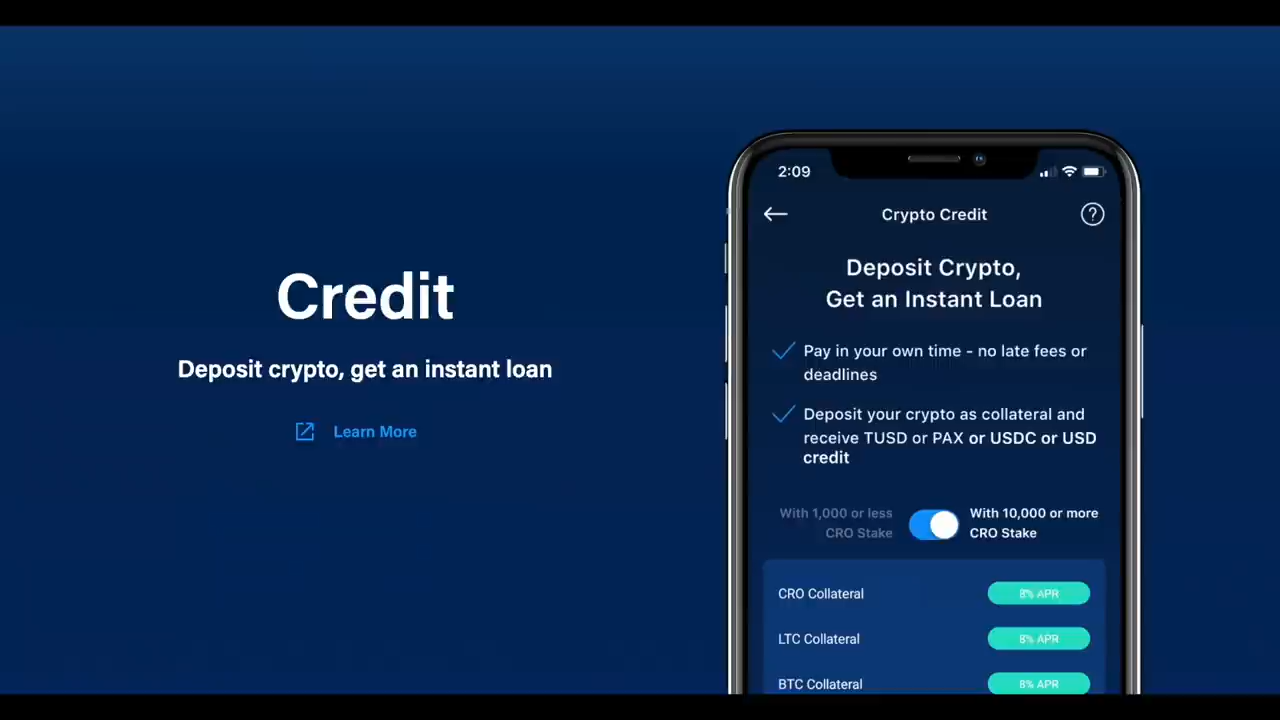 Credit
Deposit crypto, get an instant loan
Learn More
2:09
Crypto Credit
?
Deposit Crypto,
Get an Instant Loan
Pay in your own time - no late fees or
deadlines
Deposit your crypto as collateral and
receive TUSD or PAX or USDC or USD
credit
With 1,000 or less
CRO Stake
With 10,000 or more
CRO Stake
CRO Collateral 8% APR
LTC Collateral 8% APR
BTC Collateral 8% APR